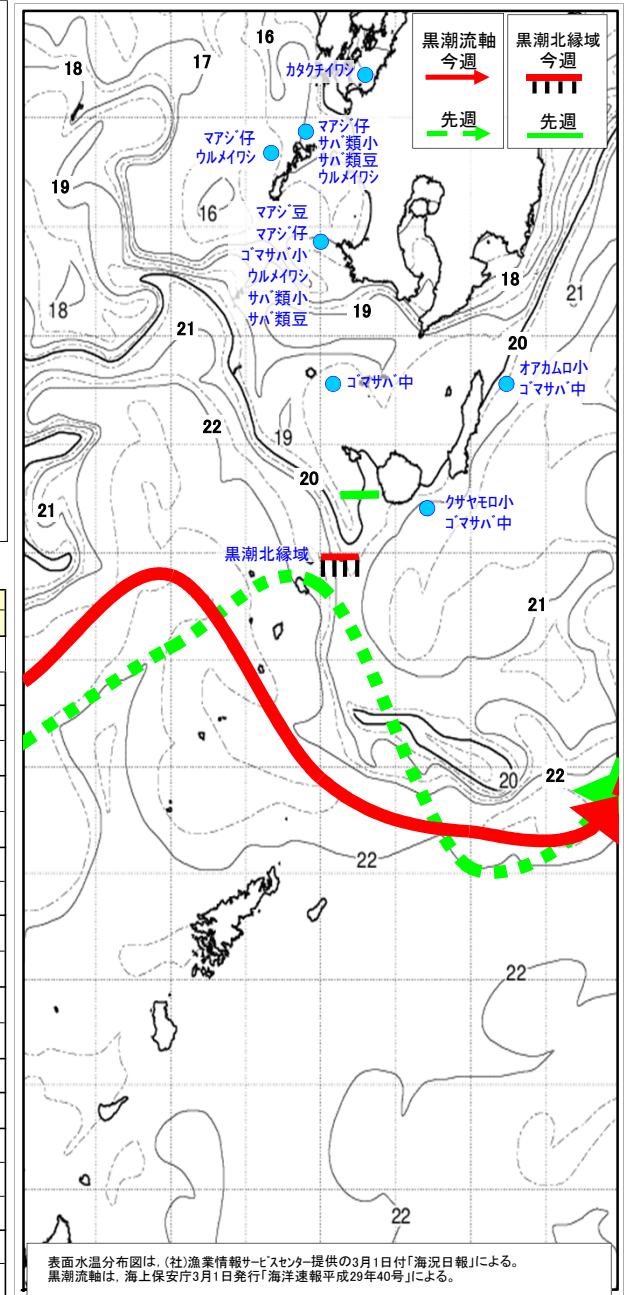 黒潮流軸
今週
先週
黒潮北縁域
今週
先週
16
17
18
カタクチイワシ
マアジ仔
サバ類小
サバ類豆
ウルメイワシ
マアジ仔
ウルメイワシ
19
16
マアジ豆
マアジ仔
ゴマサバ小
ウルメイワシ
サバ類小
サバ類豆
18
18
21
19
21
20
オアカムロ小
ゴマサバ中
ゴマサバ中
22
19
20
21
クサヤモロ小
ゴマサバ中
黒潮北縁域
21
20
22
22
22
22
表面水温分布図は，(社)漁業情報サービスセンター提供の3月1日付「海況日報」による。
黒潮流軸は，海上保安庁3月1日発行「海洋速報平成29年40号」による。